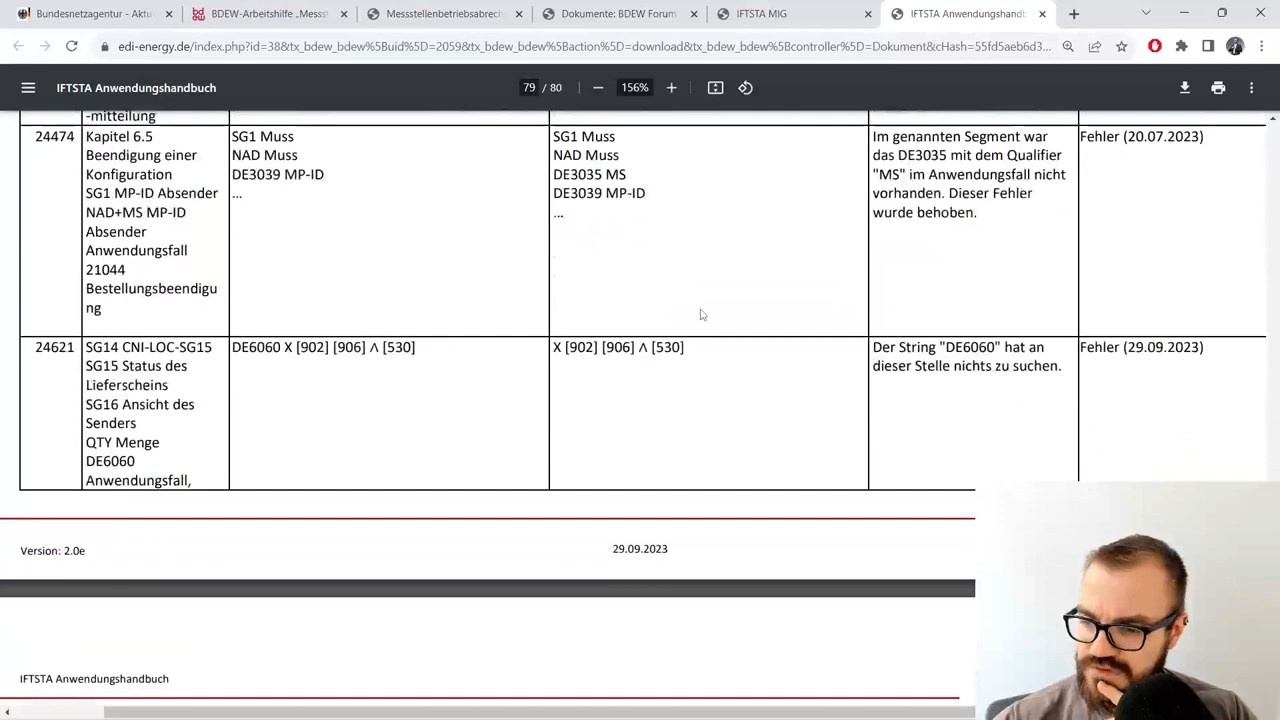 Bundesnetzagentur - Aktu
BDEW-Arbeitshilfe „Messst
Messstellenbetriebsabrech
Dokumente: BDEW Forum
IFTSTA MIG
IFTSTA Anwendungshandb
edi-energy.de/index.php?id=38&tx_bdew_bdew%5Buid%5D=2009&tx_bdew_bdew%5Baction%5D=download&tx_bdew_bdew%5Bcontroller%5D=Document&cHash=55fd5aeb6d3...
IFTSTA Anwendungshandbuch
79 / 80
156%
-mitteilung
24474
Kapitel 6.5
Beendigung einer
Konfiguration
SG1 MP-ID Absender
NAD+MS MP-ID
Absender
Anwendungsfall
21044
Bestellungsbeendigu
ng
SG1 Muss
NAD Muss
DE3039 MP-ID
...
SG1 Muss
NAD Muss
DE3035 MS
DE3039 MP-ID
...
Im genannten Segment war
das DE3035 mit dem Qualifier
"MS" im Anwendungsfall nicht
vorhanden. Dieser Fehler
wurde behoben.
Fehler (20.07.2023)
24621
SG14 CNI-LOC-SG15
SG15 Status des
Lieferscheins
SG16 Ansicht des
Senders
QTY Menge
DE6060
Anwendungsfall,
DE6060 X [902] [906] Λ [530]
X [902] [906] Λ [530]
Der String "DE6060" hat an
dieser Stelle nichts zu suchen.
Fehler (29.09.2023)
Version: 2.0e
29.09.2023
IFTSTA Anwendungshandbuch